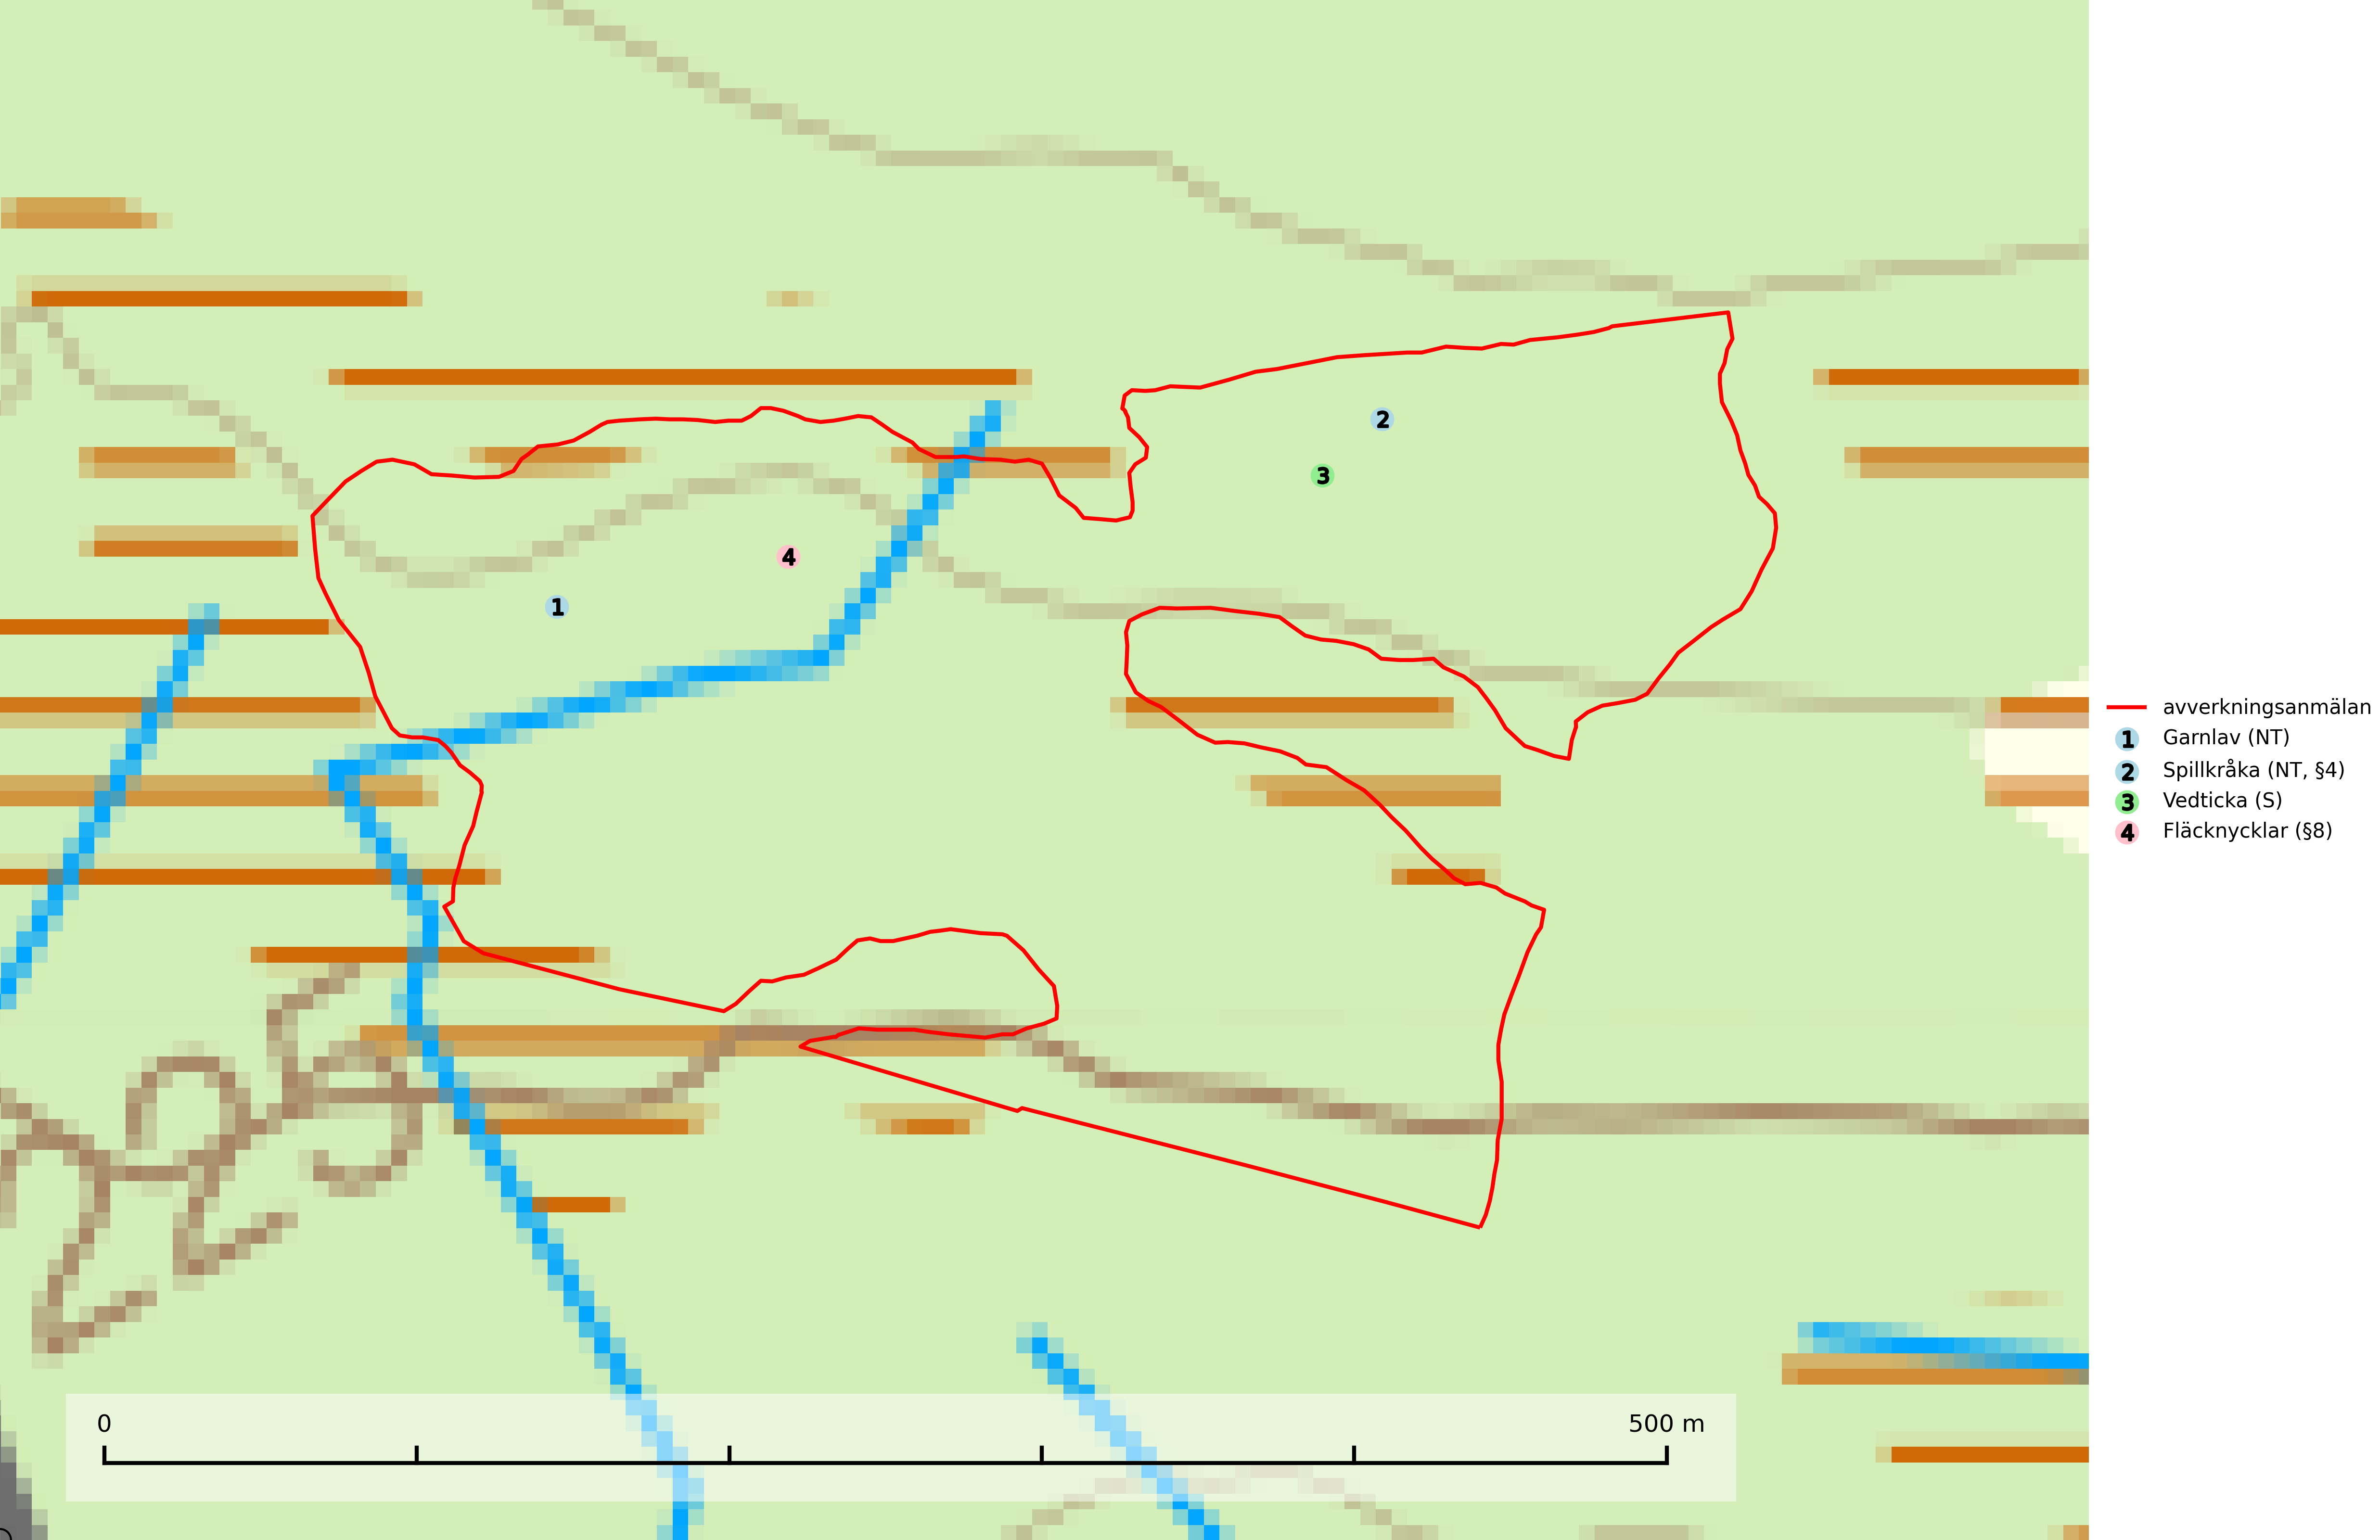 2
3
4
1
avverkningsanmälan
1 Garnlav (NT)
2 Spillkråka (NT, §4)
3 Vedticka (S)
4 Fläcknycklar (§8)
0 500 m